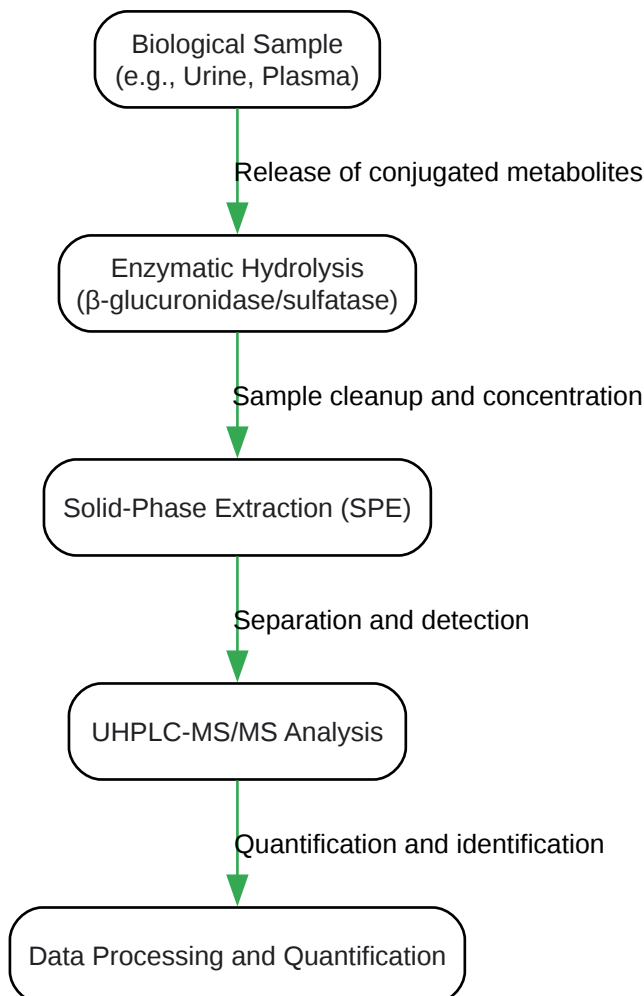 Biological Sample
(e.g., Urine, Plasma)
Release of conjugated metabolites
Enzymatic Hydrolysis
(β-glucuronidase/sulfatase)
Sample cleanup and concentration
Solid-Phase Extraction (SPE)
Separation and detection
UHPLC-MS/MS Analysis
Quantification and identification
Data Processing and Quantification